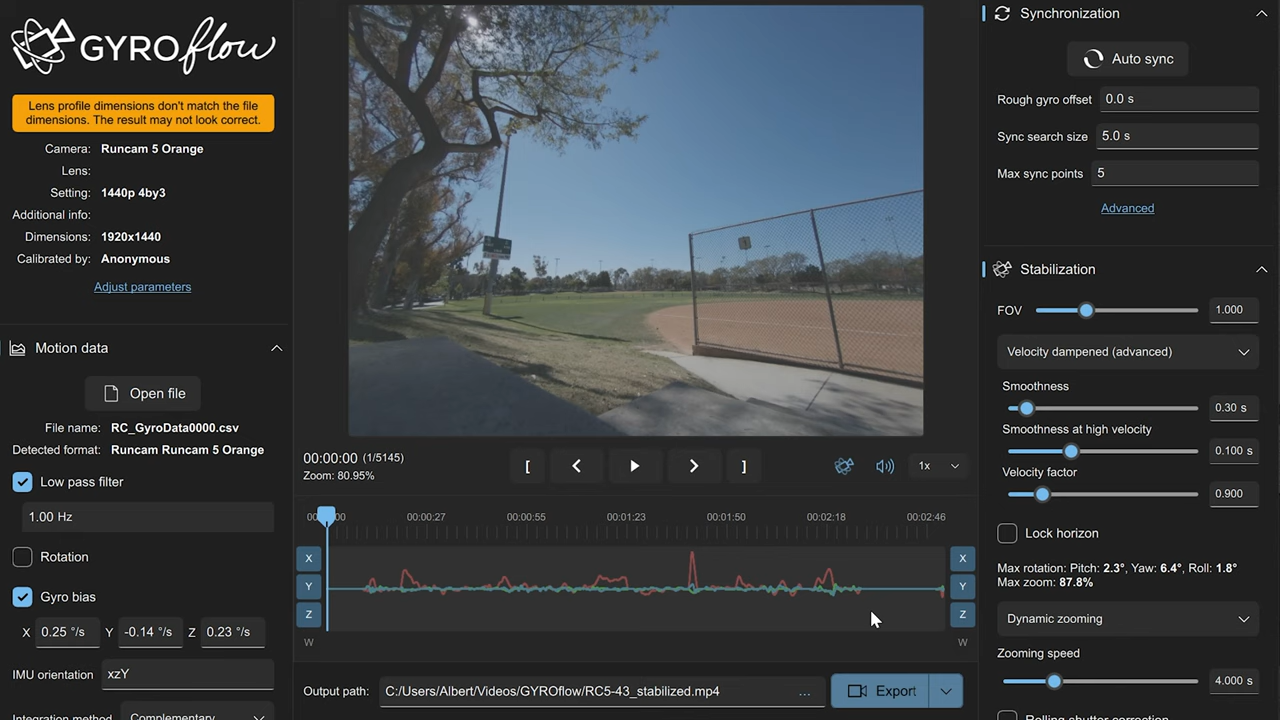 GYROflow
Lens profile dimensions don't match the file
dimensions. The result may not look correct.
Camera: Runcam 5 Orange
Lens:
Setting: 1440p 4by3
Additional info:
Dimensions: 1920x1440
Calibrated by: Anonymous
Adjust parameters
Motion data
Open file
File name: RC_GyroData0000.csv
Detected format: Runcam Runcam 5 Orange
Low pass filter
1.00 Hz
Rotation
Gyro bias
X 0.25 °/s Y -0.14 °/s Z 0.23 °/s
IMU orientation xzY
Integration method Complementary
00:00:00 (1/5145)
Zoom: 80.95%
[ ]
1x
00:00:27 00:00:55 00:01:23 00:01:50 00:02:18 00:02:46
X X
Y Y
Z Z
W W
Output path: C:/Users/Albert/Videos/GYROflow/RC5-43_stabilized.mp4 ... Export
Synchronization
Auto sync
Rough gyro offset 0.0 s
Sync search size 5.0 s
Max sync points 5
Advanced
Stabilization
FOV 1.000
Velocity dampened (advanced)
Smoothness
0.30 s
Smoothness at high velocity
0.100 s
Velocity factor
0.900
Lock horizon
Max rotation: Pitch: 2.3°, Yaw: 6.4°, Roll: 1.8°
Max zoom: 87.8%
Dynamic zooming
Zooming speed
4.000 s
Rolling shutter correction